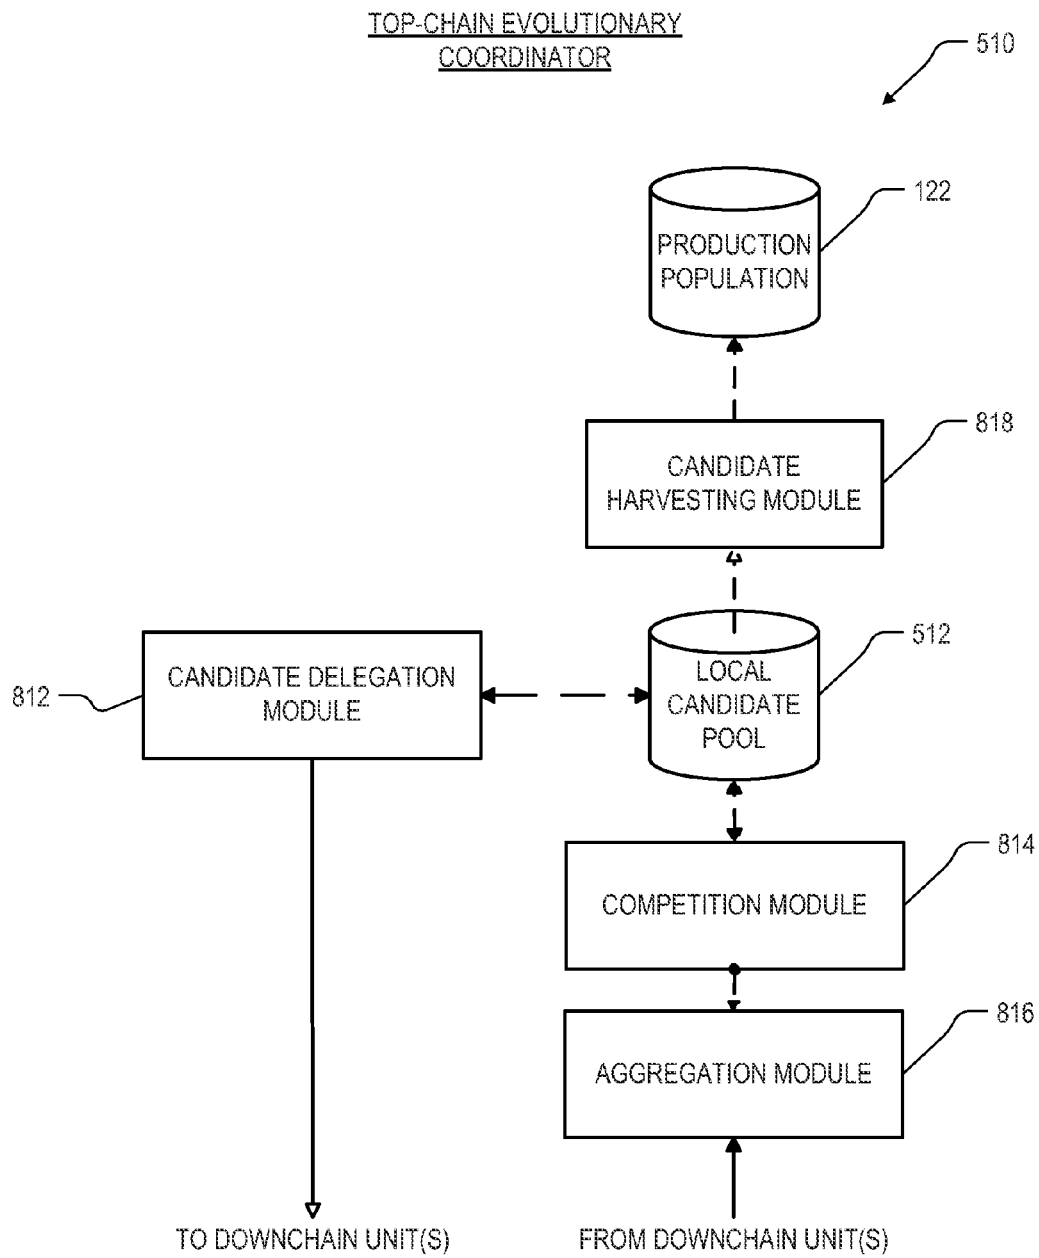 TOP-CHAIN EVOLUTIONARY
COORDINATOR
510
122
PRODUCTION
POPULATION
818
CANDIDATE
HARVESTING MODULE
512
LOCAL
CANDIDATE
POOL
812
CANDIDATE DELEGATION
MODULE
814
COMPETITION MODULE
816
AGGREGATION MODULE
TO DOWNCHAIN UNIT(S)
FROM DOWNCHAIN UNIT(S)